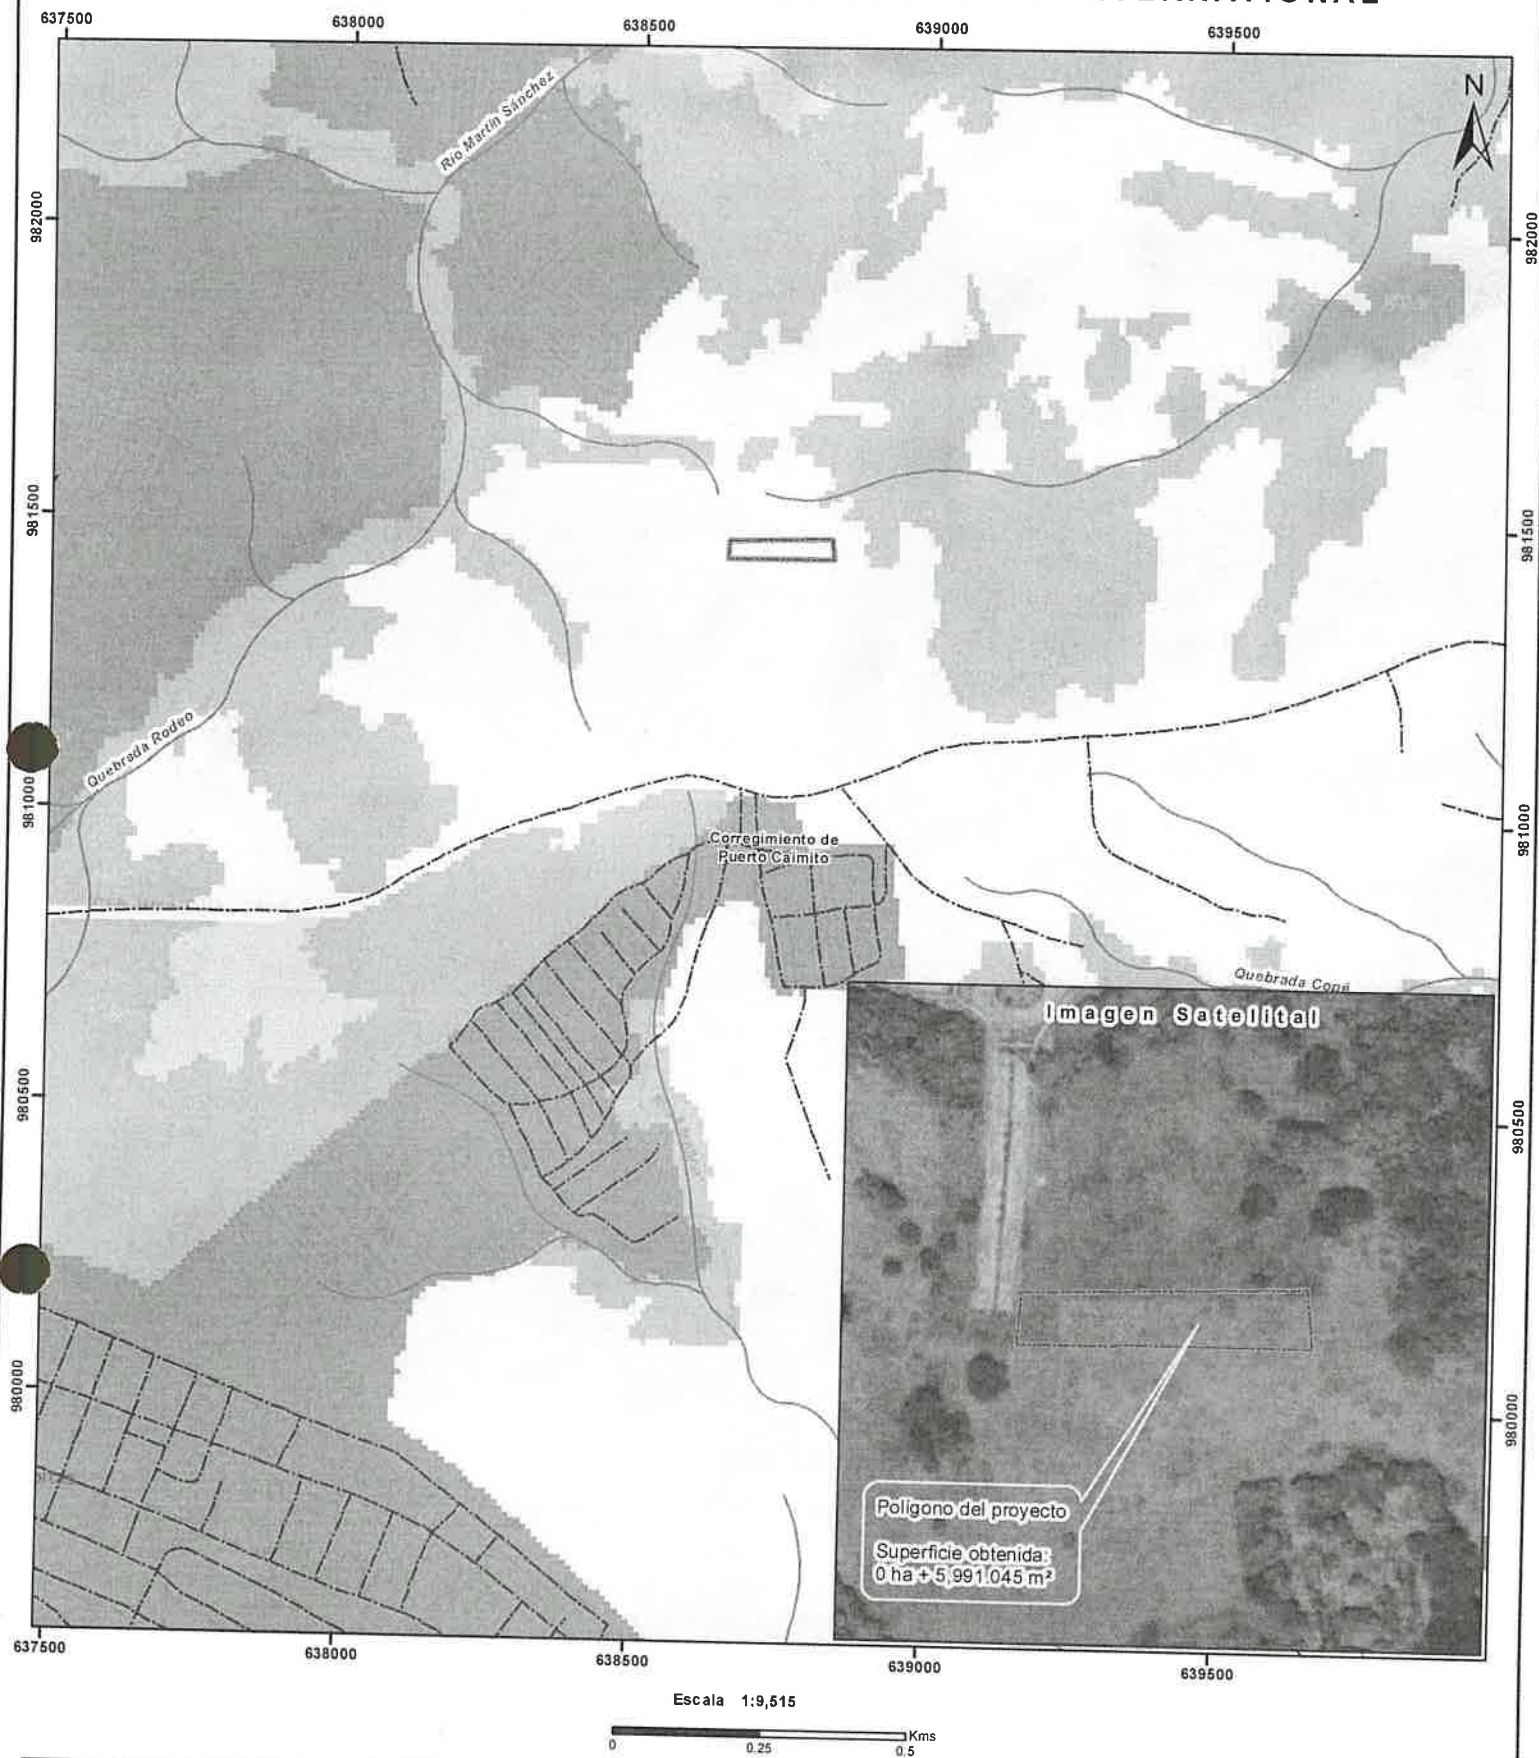 637500
638000
638500
639000
639500
N
Río Martín Sánchez
982000
982000
981500
981500
Quebrada Rodeo
981000
981000
Corregimiento de
Puerto Caimito
Quebrada Copé
Imagen Satelital
980500
980500
980000
980000
Polígono del proyecto
Superficie obtenida:
0 ha + 5,991.045 m²
637500
638000
638500
639000
639500
Escala 1:9,515
Kms
0
0.25
0.5